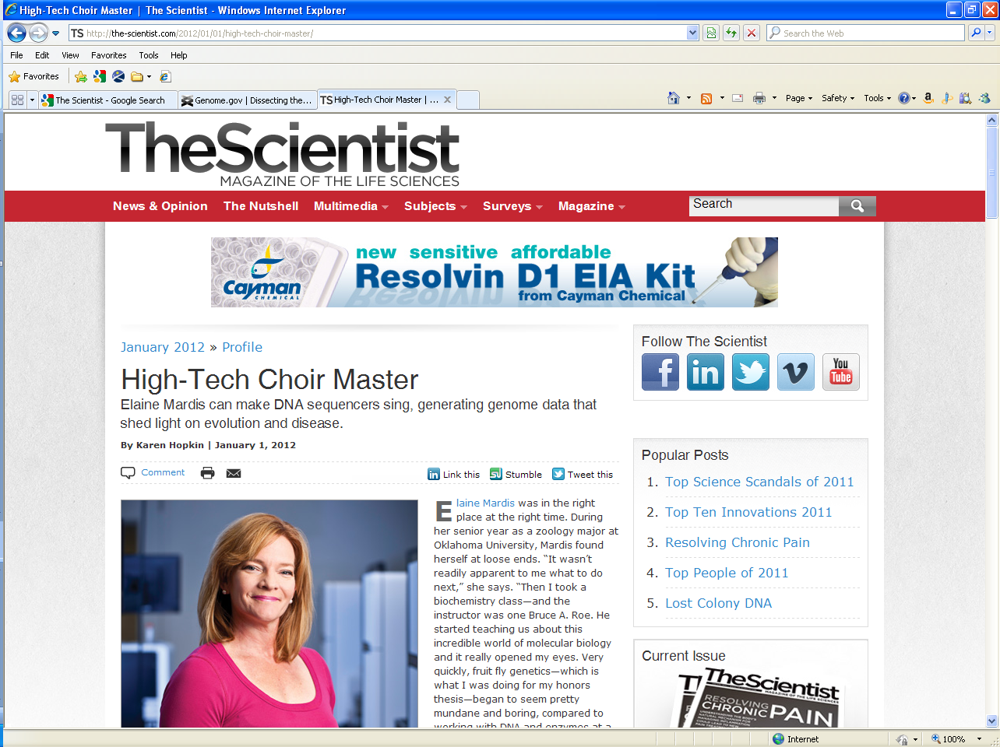 High-Tech Choir Master | The Scientist - Windows Internet Explorer
TS http://the-scientist.com/2012/01/01/high-tech-choir-master/
Search the Web
File Edit View Favorites Tools Help
Favorites
The Scientist - Google Search
Genome.gov | Dissecting the...
TS High-Tech Choir Master | ...
Page Safety Tools
TheScientist
MAGAZINE OF THE LIFE SCIENCES
News & Opinion The Nutshell Multimedia Subjects Surveys Magazine
Search
Cayman
CHEMICAL
new sensitive affordable
Resolvin D1 EIA Kit
from Cayman Chemical
January 2012 » Profile
High-Tech Choir Master
Elaine Mardis can make DNA sequencers sing, generating genome data that
shed light on evolution and disease.
By Karen Hopkin | January 1, 2012
Comment
Link this Stumble Tweet this
Elaine Mardis was in the right
place at the right time. During
her senior year as a zoology major at
Oklahoma University, Mardis found
herself at loose ends. “It wasn’t
readily apparent to me what to do
next,” she says. “Then I took a
biochemistry class—and the
instructor was one Bruce A. Roe. He
started teaching us about this
incredible world of molecular biology
and it really opened my eyes. Very
quickly, fruit fly genetics—which is
what I was doing for my honors
thesis—began to seem pretty
mundane and boring, compared to
working with DNA and enzymes at a
Follow The Scientist
You
Tube
Popular Posts
1. Top Science Scandals of 2011
2. Top Ten Innovations 2011
3. Resolving Chronic Pain
4. Top People of 2011
5. Lost Colony DNA
Current Issue
TheScientist
MAGAZINE OF THE LIFE SCIENCES
RESOLVING
CHRONIC PAIN
Internet
100%